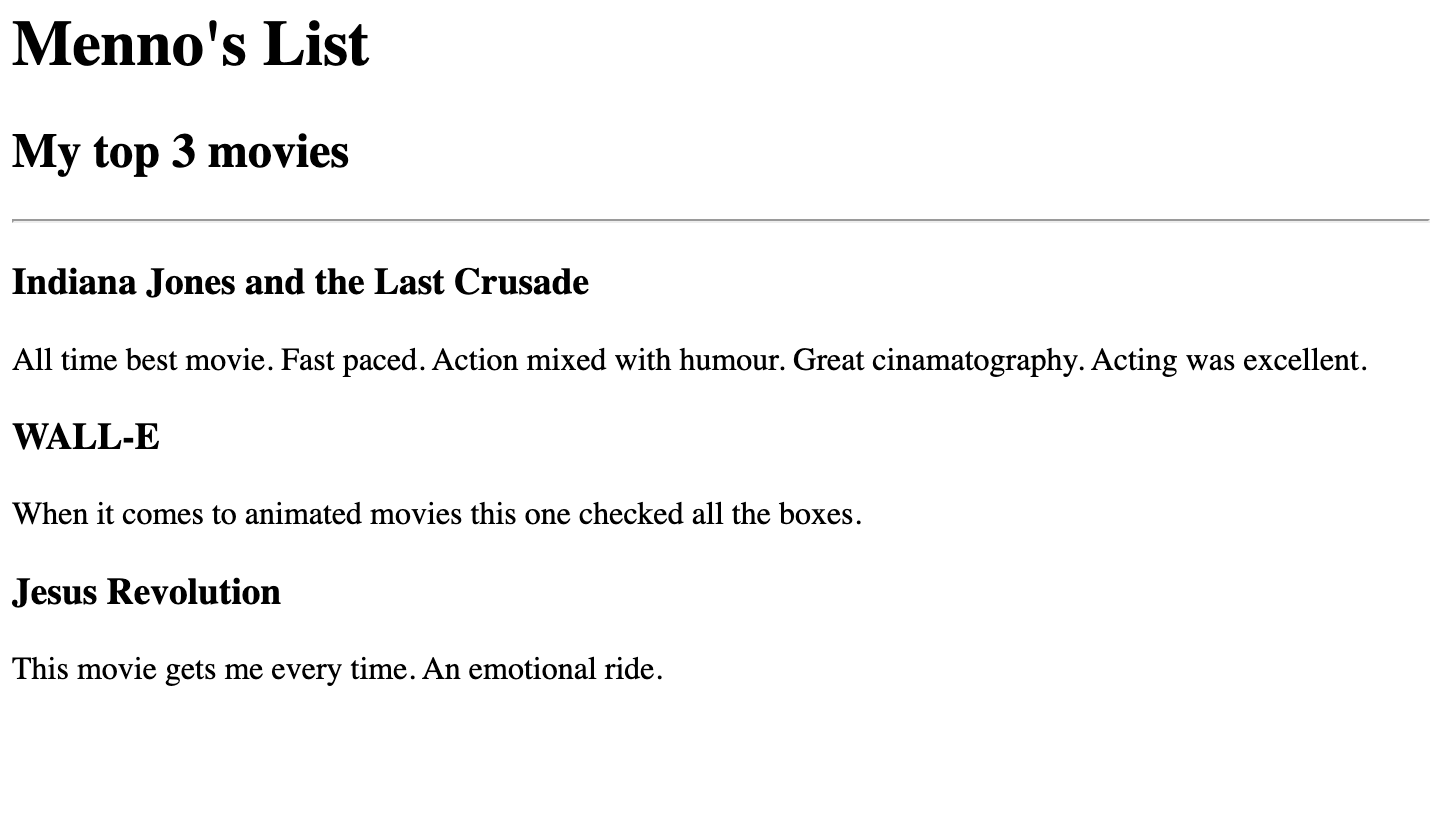 Menno's List
My top 3 movies
Indiana Jones and the Last Crusade
All time best movie. Fast paced. Action mixed with humour. Great cinamatography. Acting was excellent.
WALL-E
When it comes to animated movies this one checked all the boxes.
Jesus Revolution
This movie gets me every time. An emotional ride.